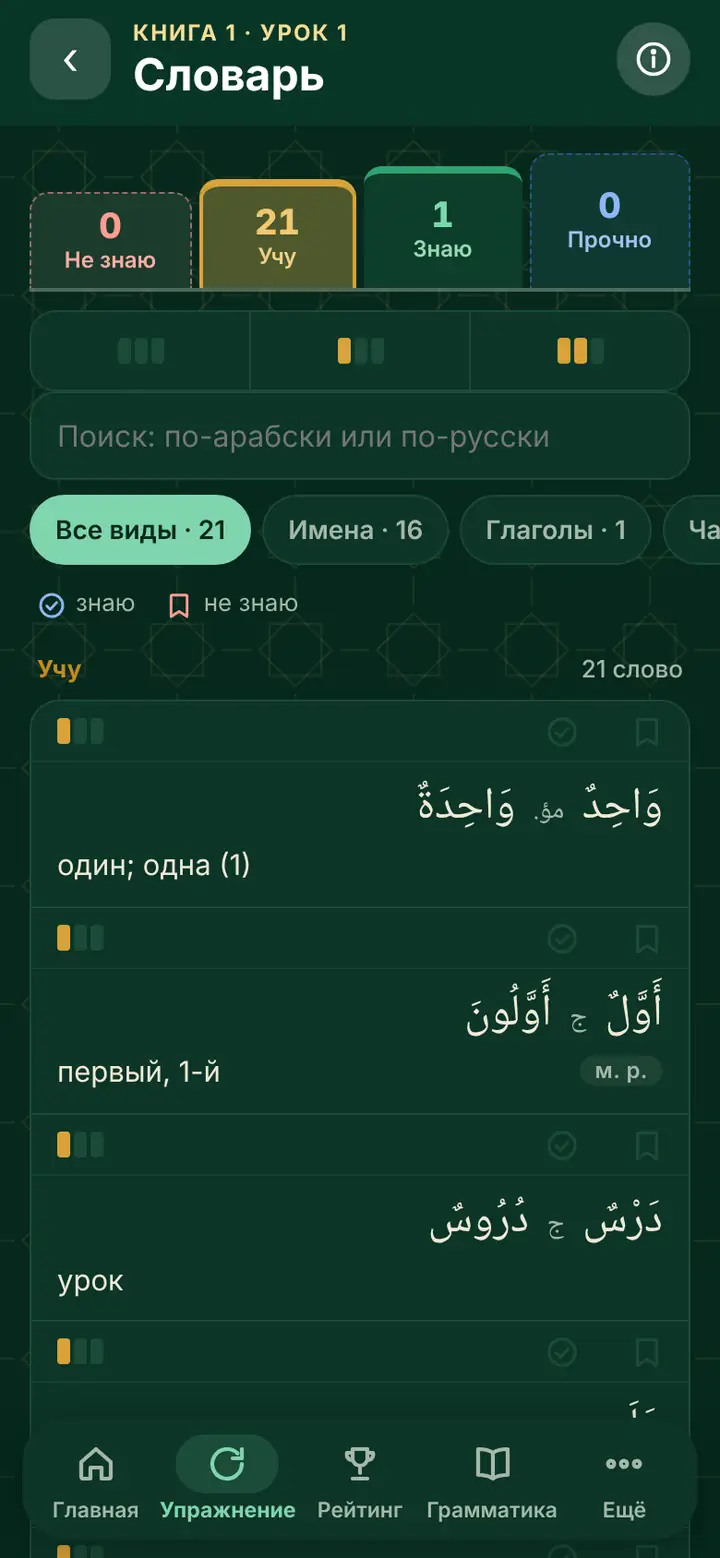 КНИГА 1 · УРОК 1
Словарь
0
Не знаю
21
Учу
1
Знаю
0
Прочно
Поиск: по-арабски или по-русски
Все виды · 21
Имена · 16
Глаголы · 1
Ча
знаю
не знаю
Учу
21 слово
وَاحِدٌ مؤ. وَاحِدَةٌ
один; одна (1)
أَوَّلٌ ج أَوَّلُونَ
первый, 1-й
м. р.
دَرْسٌ ج دُرُوسٌ
урок
Главная
Упражнение
Рейтинг
Грамматика
Ещё